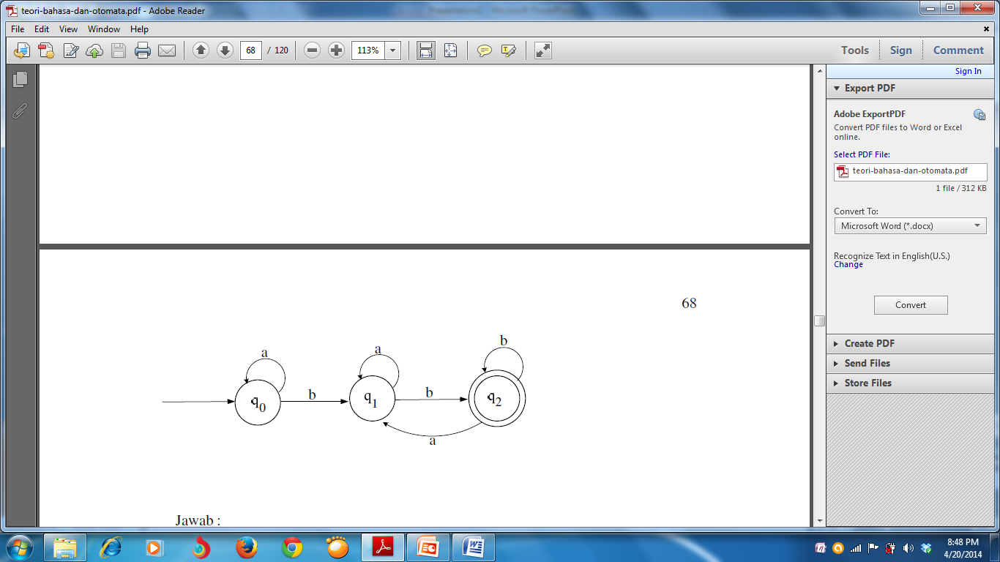 teori-bahasa-dan-otomata.pdf - Adobe Reader
File Edit View Window Help
68 / 120 113% Tools Sign Comment
Sign In
Export PDF
Adobe ExportPDF
Convert PDF files to Word or Excel
online.
Select PDF File:
teori-bahasa-dan-otomata.pdf
1 file / 312 KB
Convert To:
Microsoft Word (*.docx)
Recognize Text in English(U.S.)
Change
Convert
Create PDF
Send Files
Store Files
68
a a b
q0 b q1 b q2
a
Jawab :
8:48 PM
4/20/2014